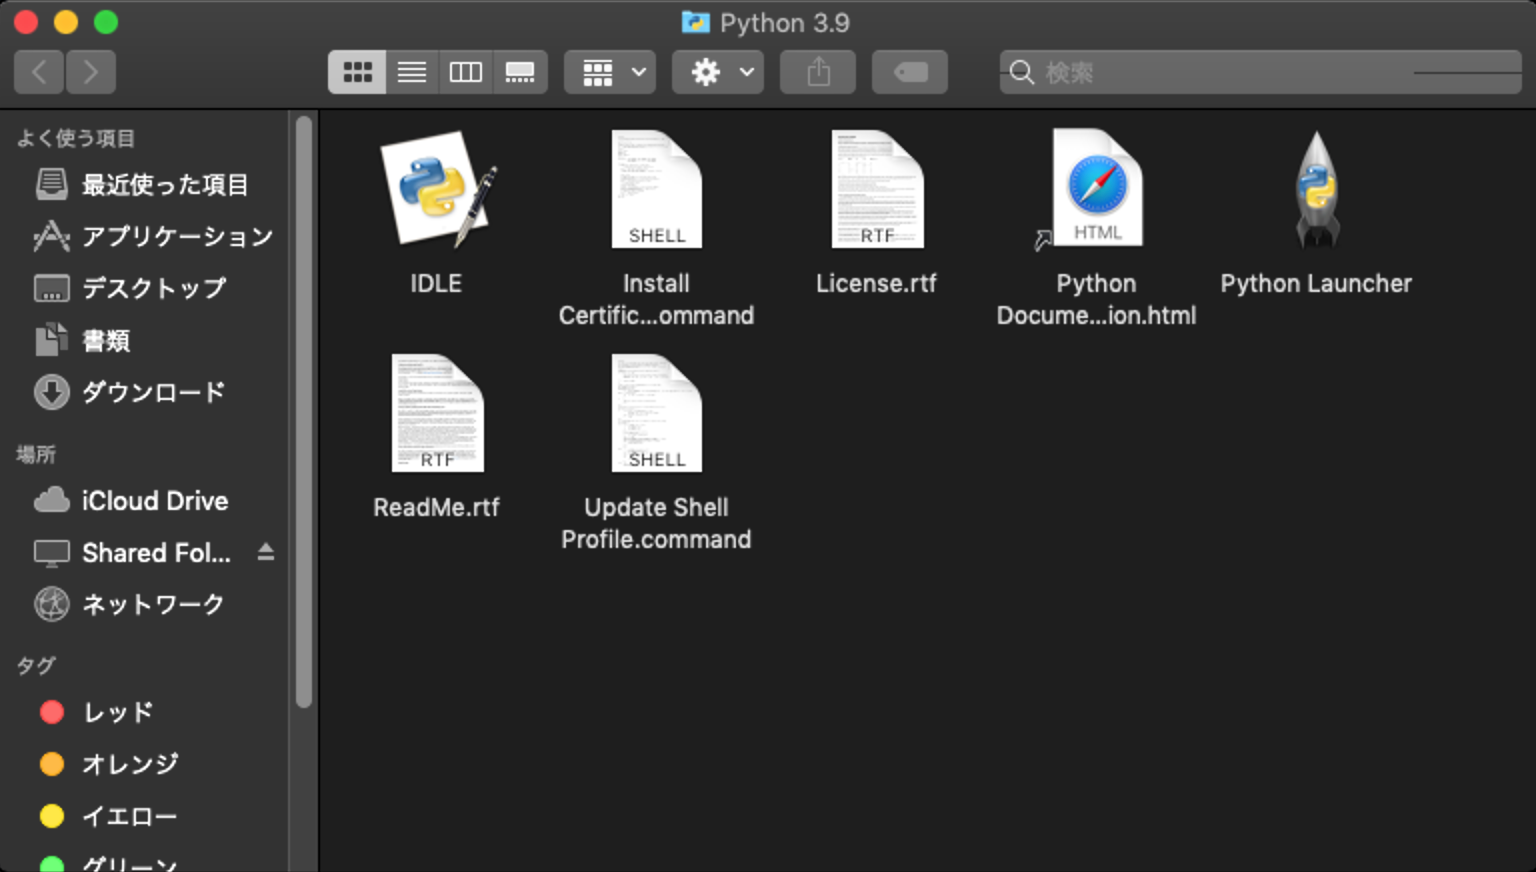 Python 3.9
検索
よく使う項目
最近使った項目
アプリケーション
デスクトップ
書類
ダウンロード
場所
iCloud Drive
Shared Fol...
ネットワーク
タグ
レッド
オレンジ
イエロー
グリーン
IDLE
SHELL
Install
Certific...ommand
RTF
License.rtf
HTML
Python
Docume...ion.html
Python Launcher
RTF
ReadMe.rtf
SHELL
Update Shell
Profile.command